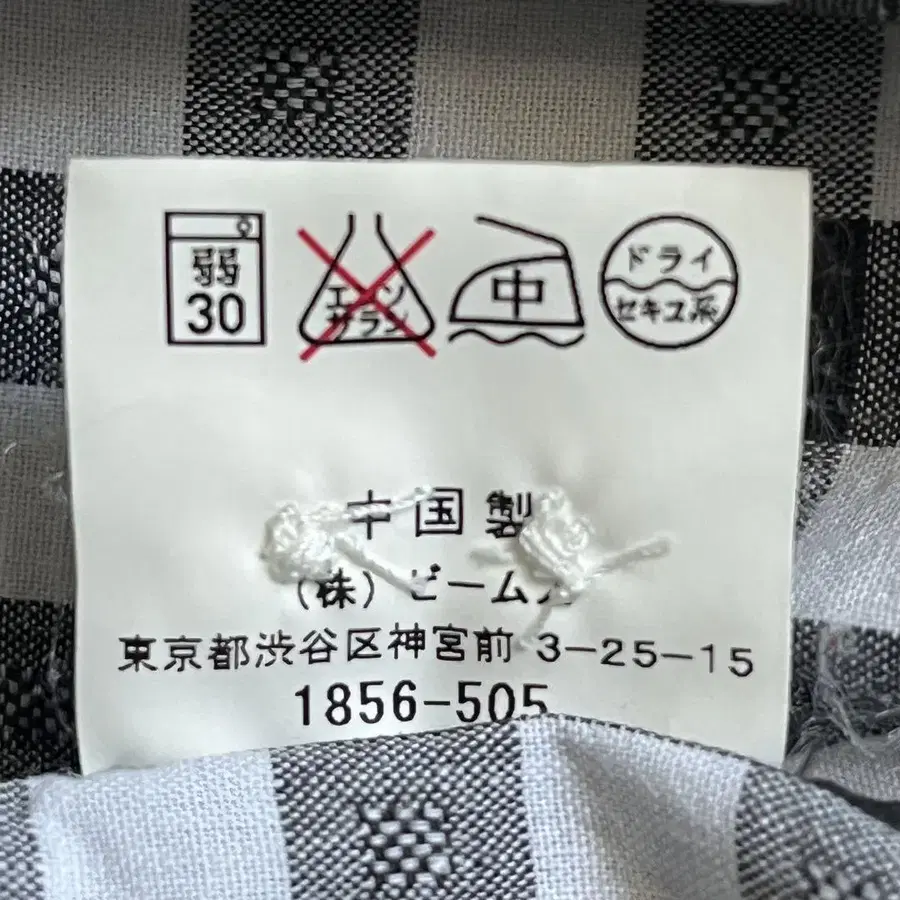 弱 30
エンソサラン
中
ドライ
セキユ系
中国製
(株)ビームス
東京都渋谷区神宮前 3-25-15
1856-505